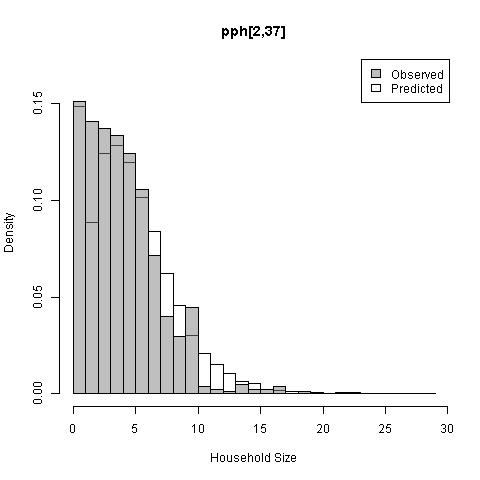 pph[2,37]
Observed
Predicted
0.15
0.10
0.05
0.00
Density
0 5 10 15 20 25 30
Household Size